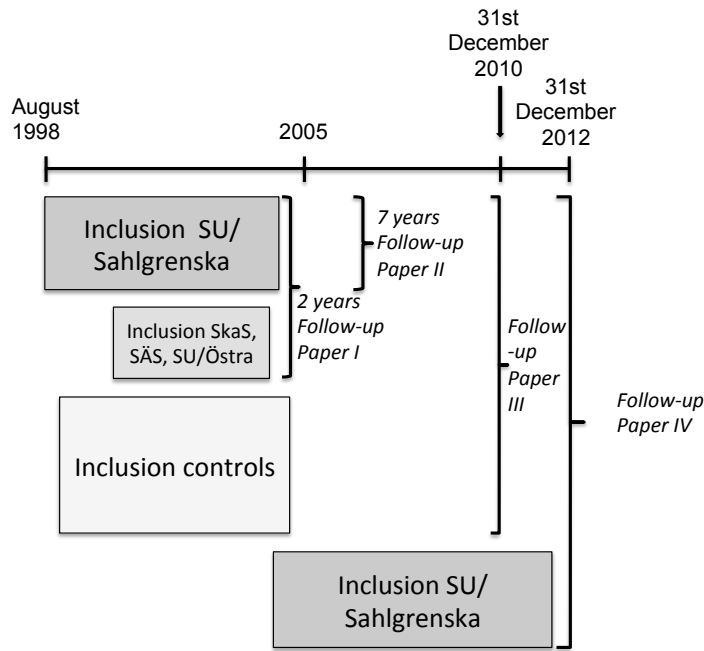 31st
December
2010
31st
December
2012
August
1998
2005
Inclusion SU/
Sahlgrenska
7 years
Follow-up
Paper II
2 years
Follow-up
Paper I
Inclusion SkaS,
SÄS, SU/Östra
Follow
-up
Paper
III
Follow-up
Paper IV
Inclusion controls
Inclusion SU/
Sahlgrenska